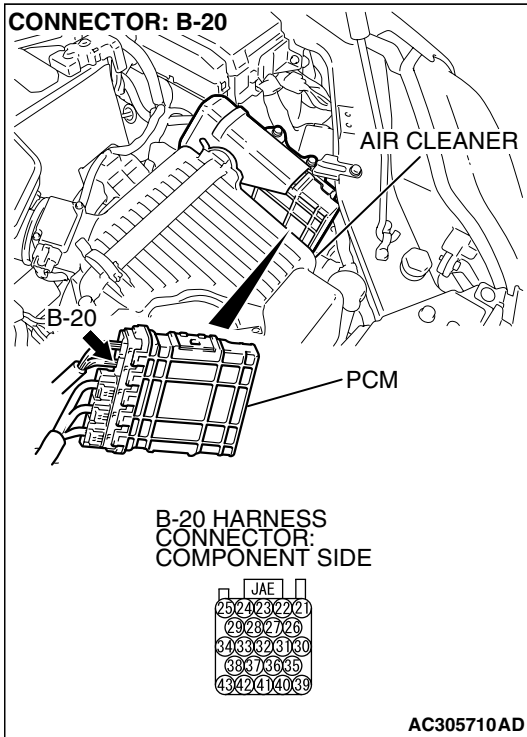 CONNECTOR: B-20
AIR CLEANER
B-20
PCM
B-20 HARNESS
CONNECTOR:
COMPONENT SIDE
JAE
25 24 23 22 21
29 28 27 26
34 33 32 31 30
38 37 36 35
43 42 41 40 39
AC305710AD